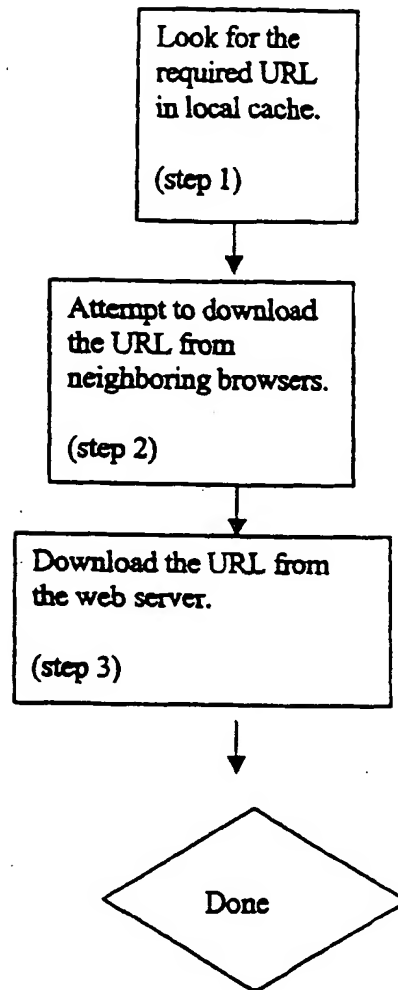 Look for the
required URL
in local cache.
(step 1)
Attempt to download
the URL from
neighboring browsers.
(step 2)
Download the URL from
the web server.
(step 3)
Done